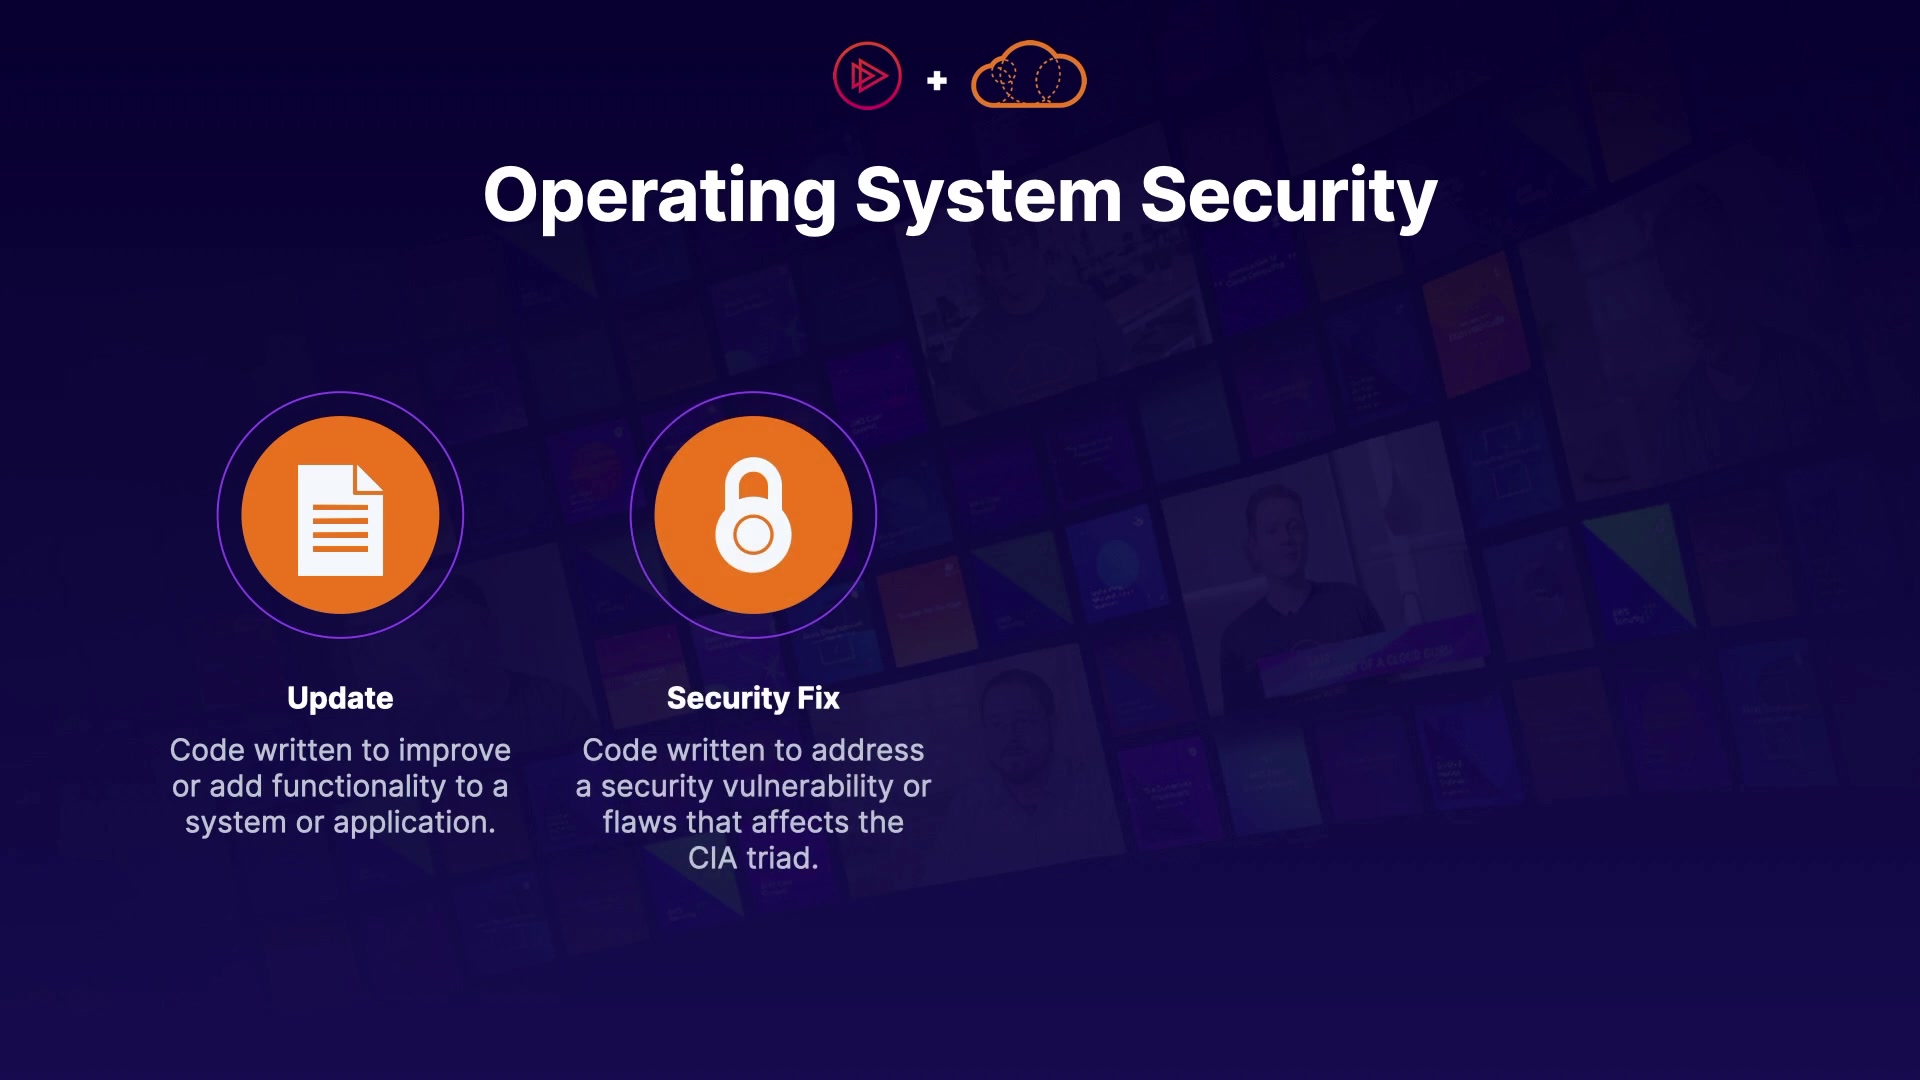 Operating System Security
Update
Code written to improve
or add functionality to a
system or application.
Security Fix
Code written to address
a security vulnerability or
flaws that affects the
CIA triad.